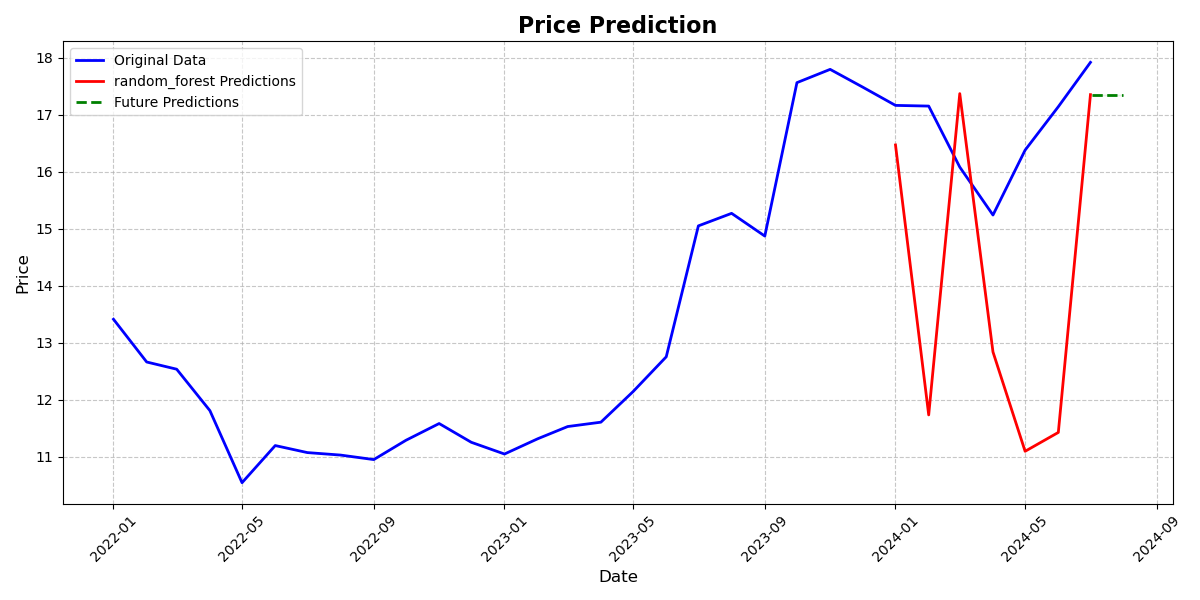 Price Prediction
Original Data
random_forest Predictions
Future Predictions
18
17
16
15
14
13
12
11
Price
2022-01
2022-05
2022-09
2023-01
2023-05
2023-09
2024-01
2024-05
2024-09
Date